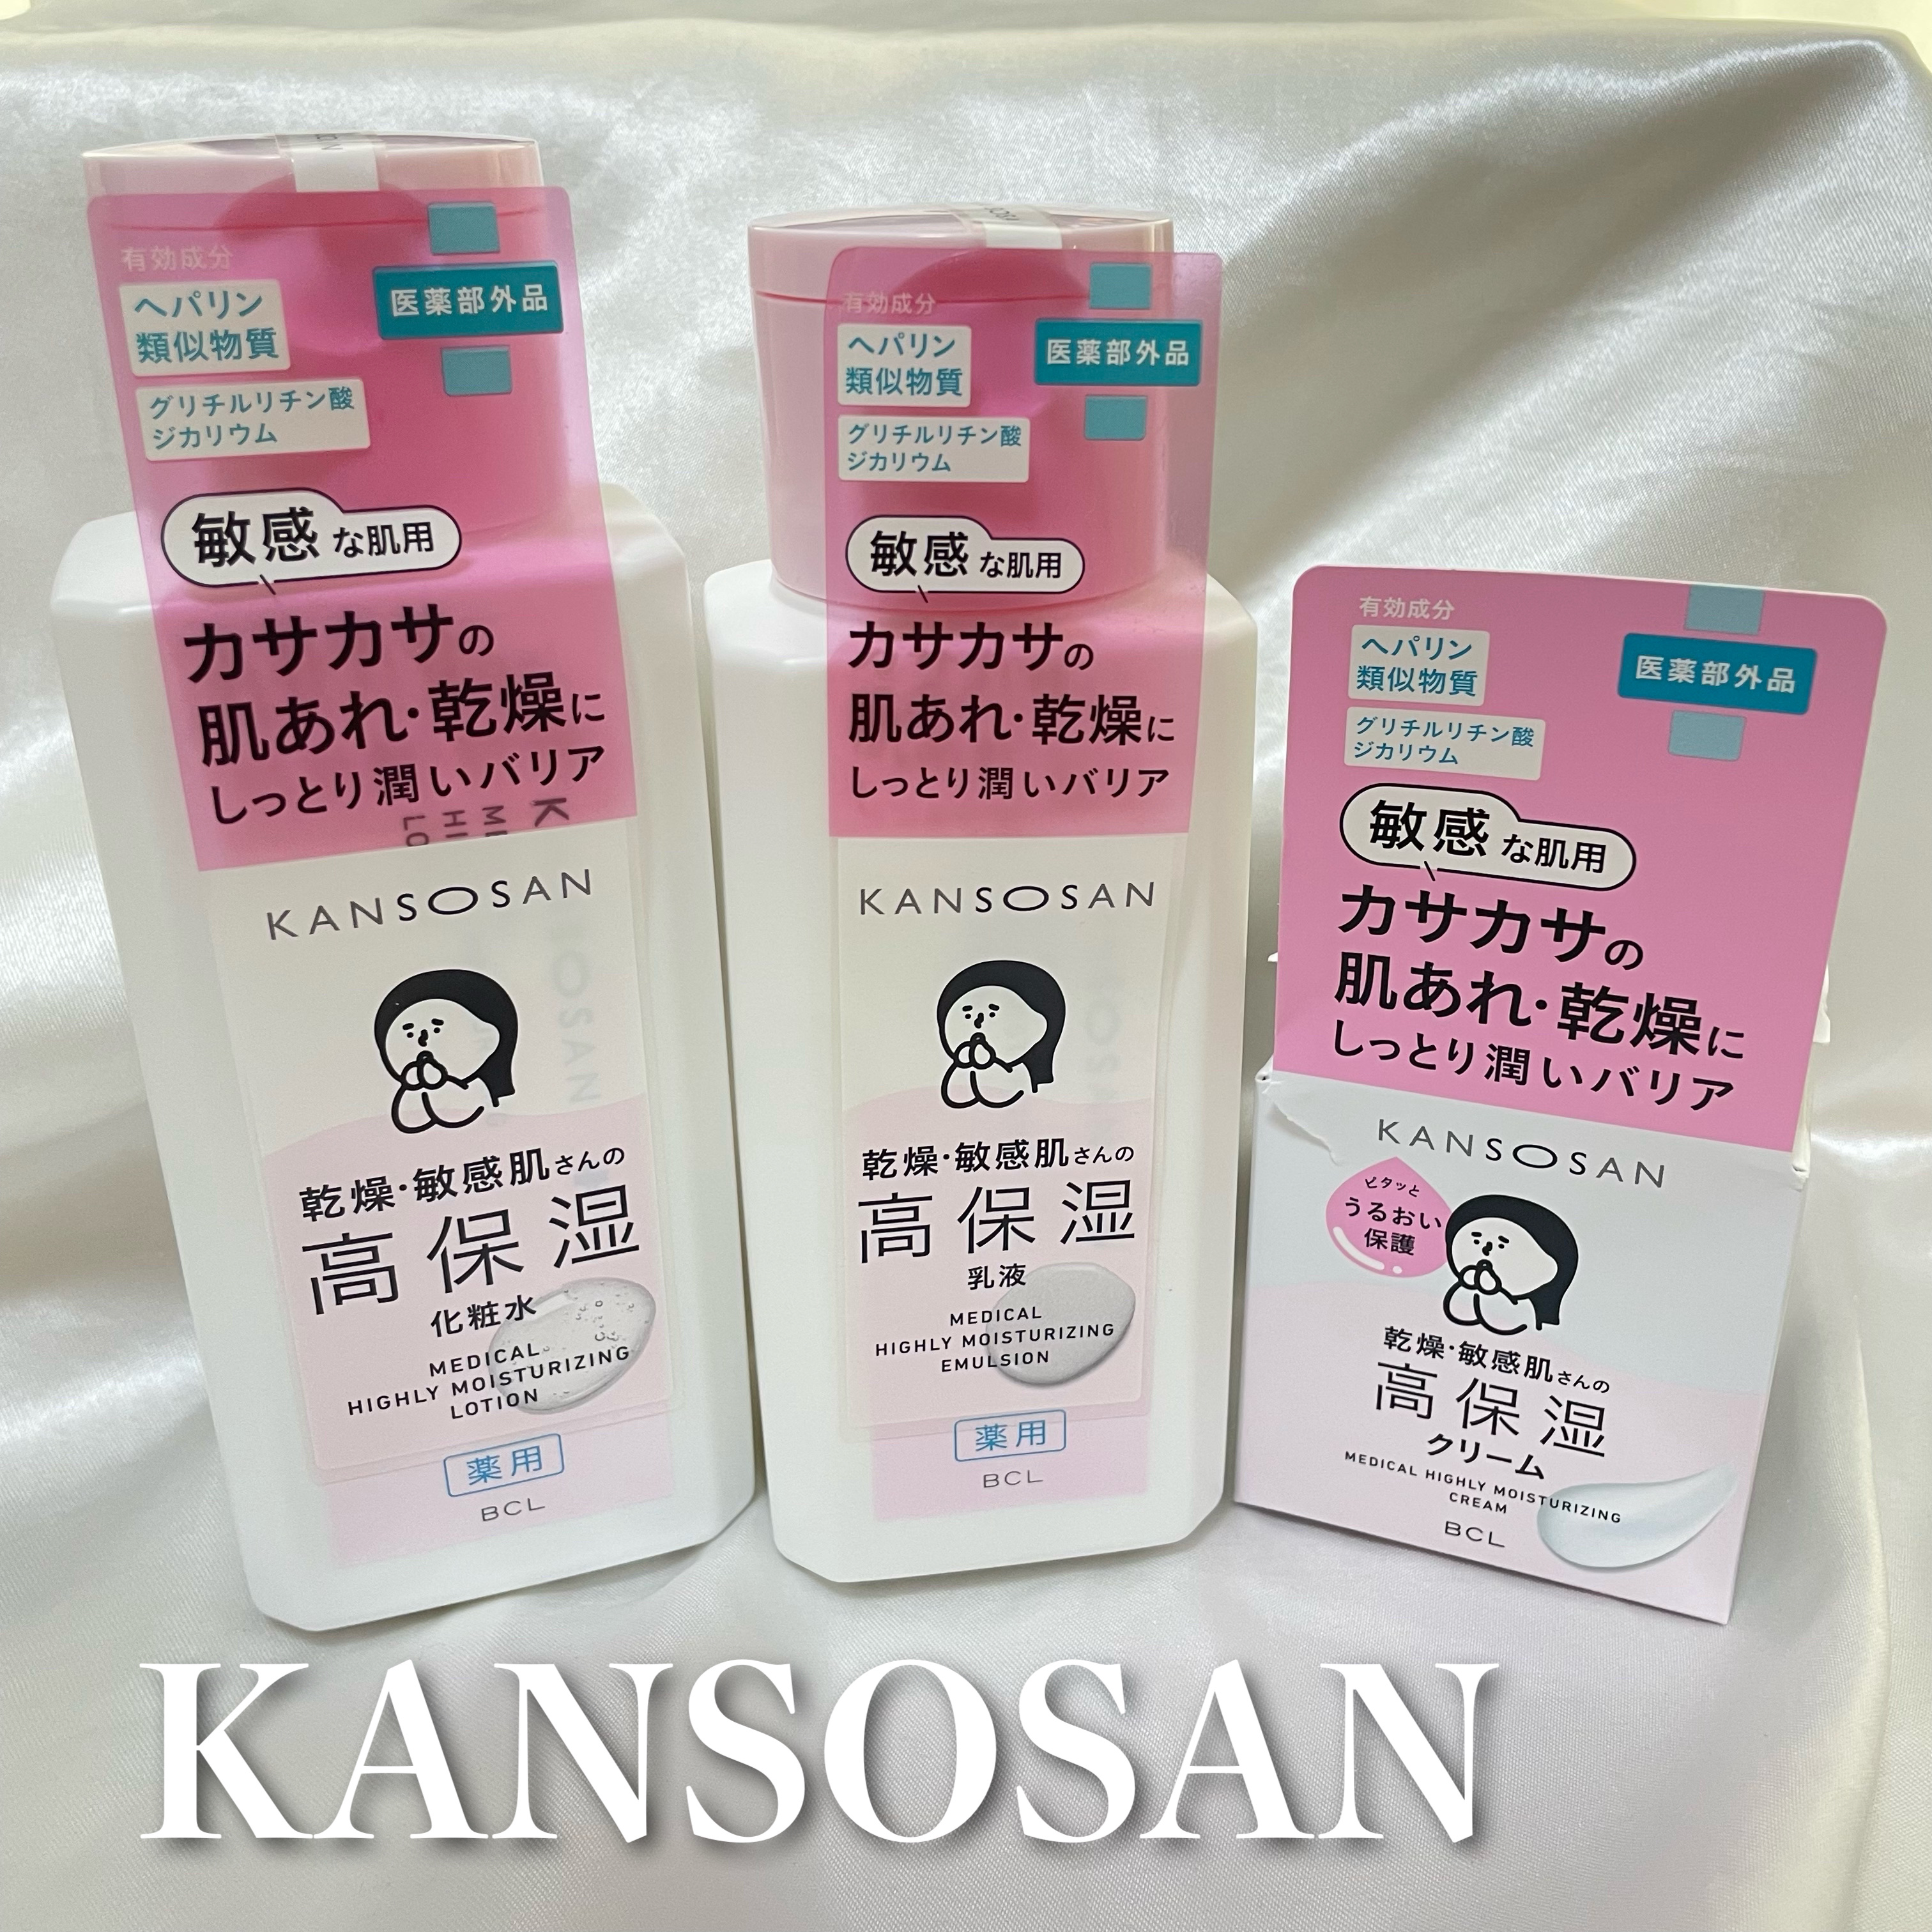 有効成分
ヘパリン
類似物質
グリチルリチン酸
ジカリウム
医薬部外品
敏感な肌用
カサカサの
肌あれ・乾燥に
しっとり潤いバリア
KANSOSAN
乾燥・敏感肌さんの
高保湿
化粧水
MEDICAL
HIGHLY MOISTURIZING
LOTION
薬用
BCL
有効成分
ヘパリン
類似物質
グリチルリチン酸
ジカリウム
医薬部外品
敏感な肌用
カサカサの
肌あれ・乾燥に
しっとり潤いバリア
KANSOSAN
乾燥・敏感肌さんの
高保湿
乳液
MEDICAL
HIGHLY MOISTURIZING
EMULSION
薬用
BCL
有効成分
ヘパリン
類似物質
グリチルリチン酸
ジカリウム
医薬部外品
敏感な肌用
カサカサの
肌あれ・乾燥に
しっとり潤いバリア
KANSOSAN
ピタッと
うるおい
保護
乾燥・敏感肌さんの
高保湿
クリーム
MEDICAL HIGHLY MOISTURIZING
CREAM
BCL
KANSOSAN